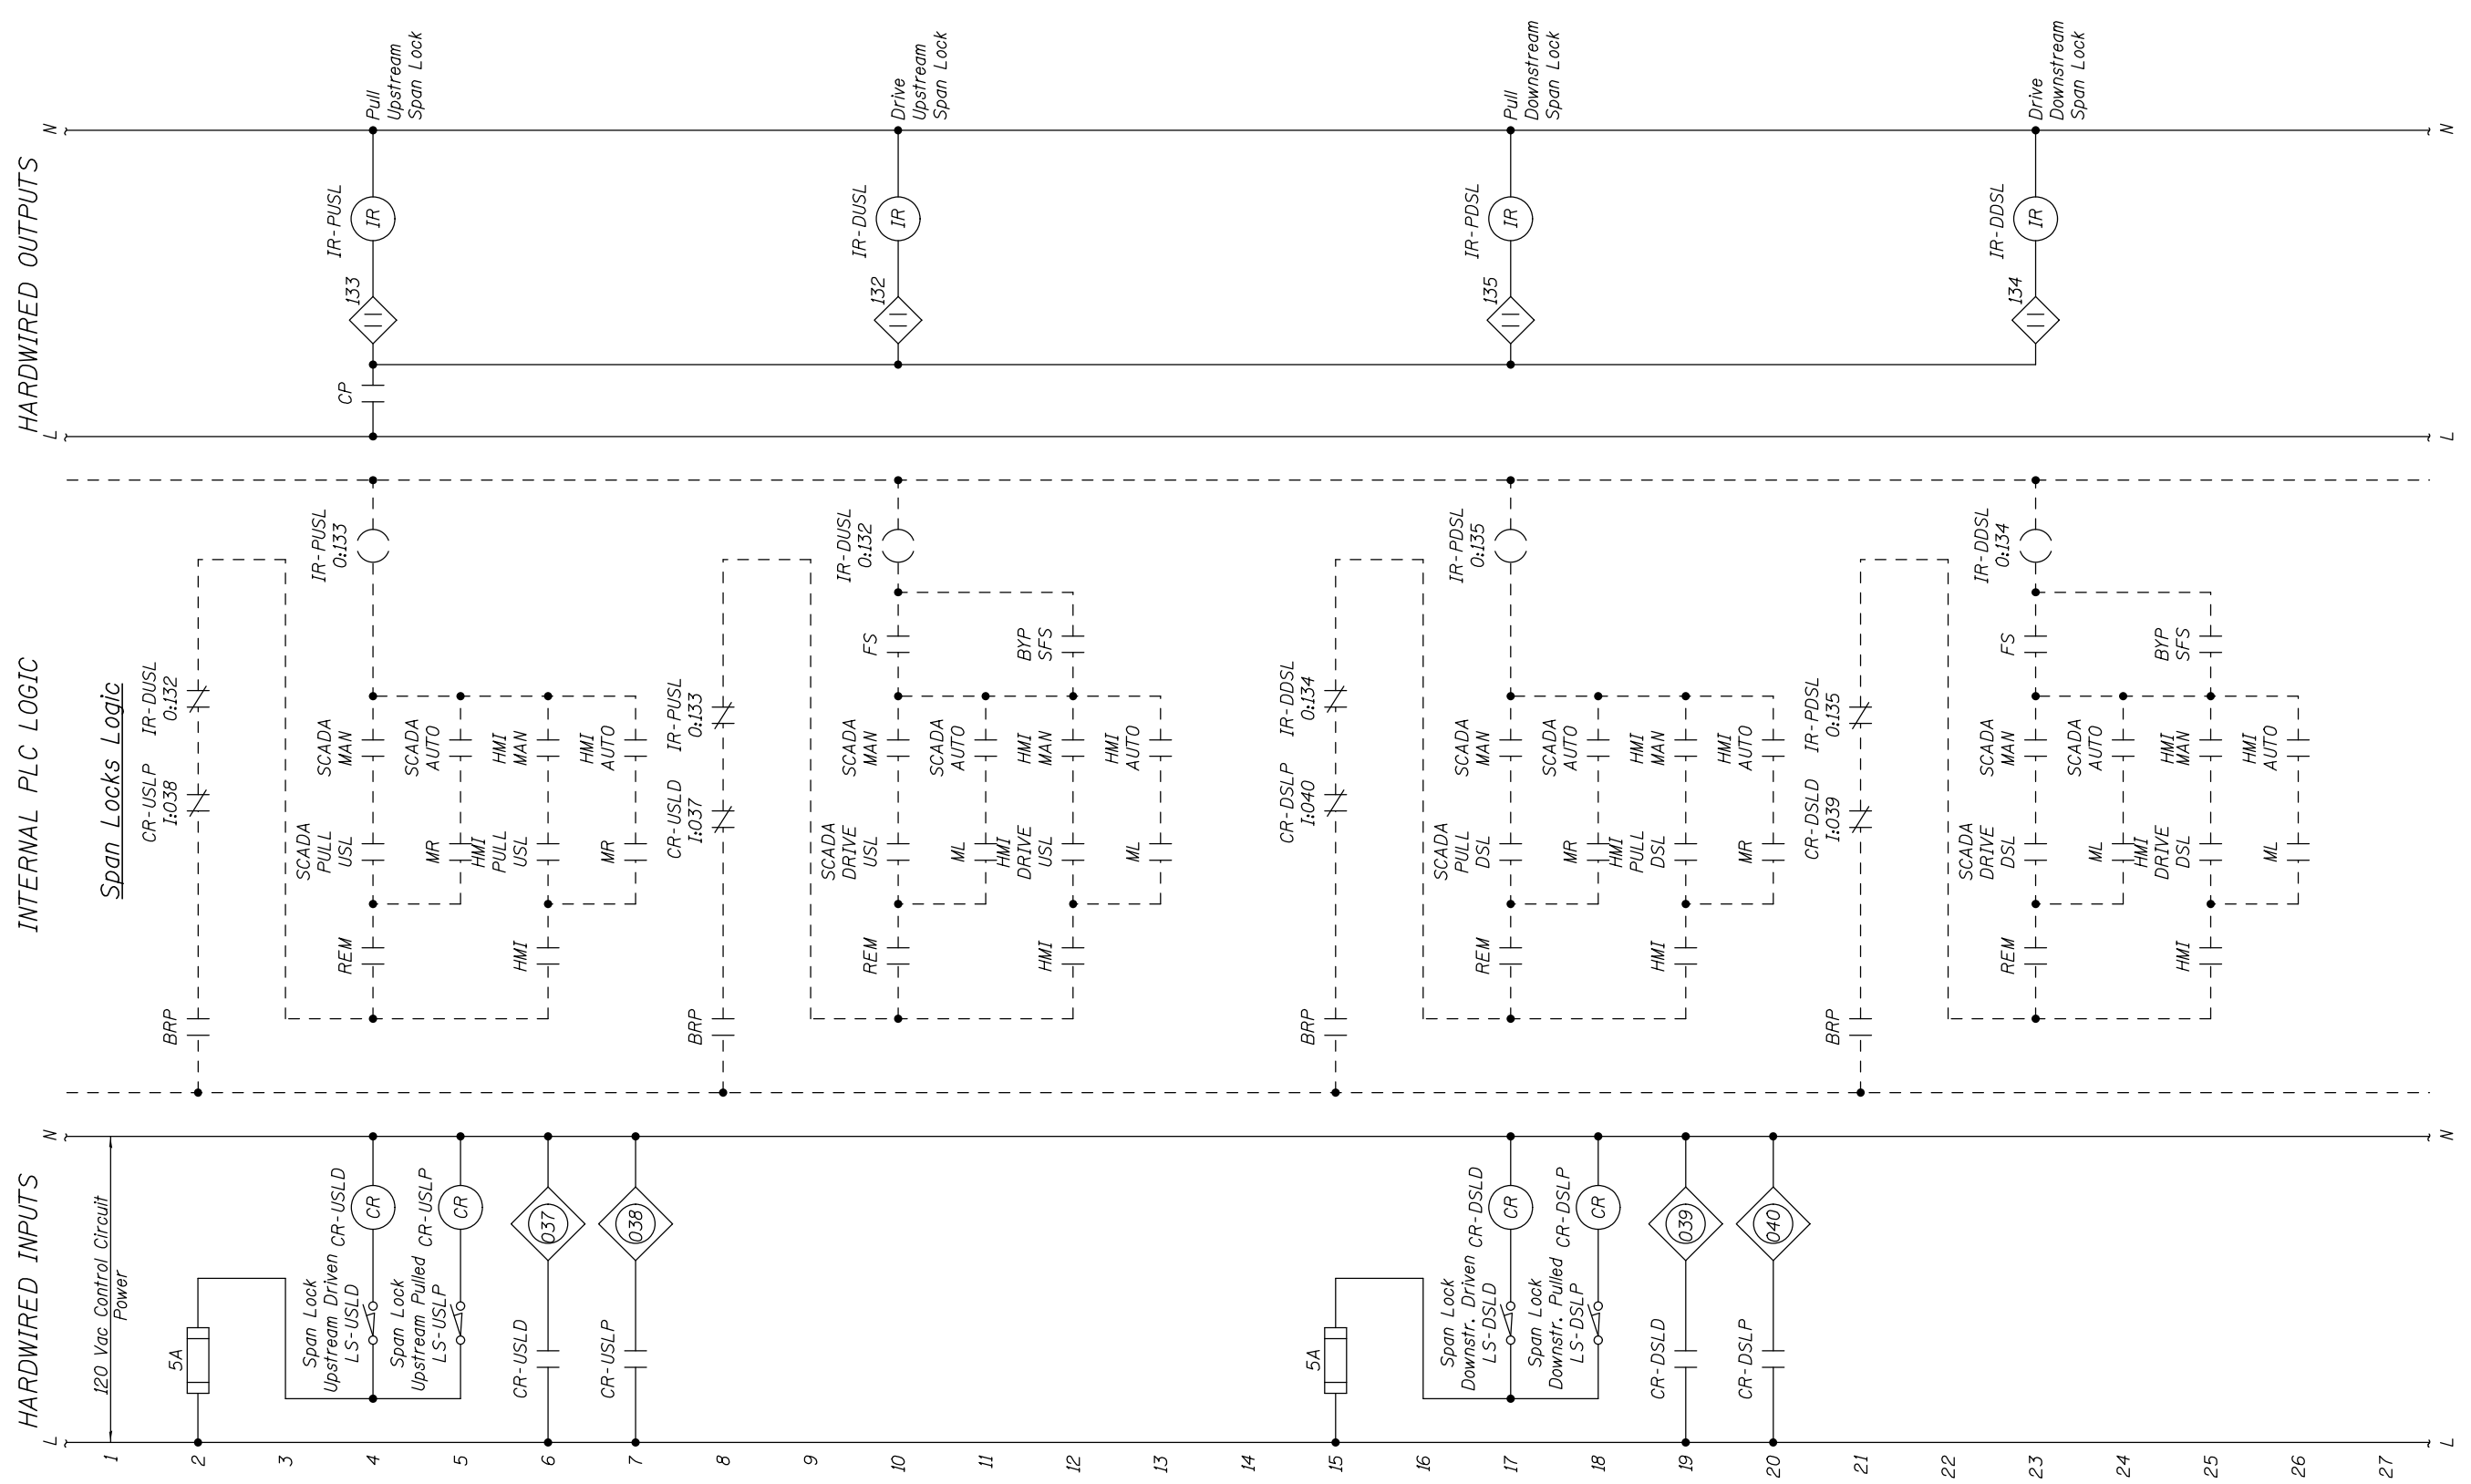 HARDWIRED INPUTS
INTERNAL PLC LOGIC
HARDWIRED OUTPUTS
L
N
L
N
1
120 Vac Control Circuit
Power
Span Locks Logic
2
5A
BRP
CR-USLP
I:038
IR-DUSL
O:132
3
4
Span Lock
Upstream Driven
LS-USLD
CR-USLD
CR
REM
SCADA
PULL
USL
SCADA
MAN
IR-PUSL
O:133
CP
133
IR-PUSL
IR
Pull
Upstream
Span Lock
5
Span Lock
Upstream Pulled
LS-USLP
CR-USLP
CR
MR
SCADA
AUTO
6
CR-USLD
037
HMI
HMI
PULL
USL
HMI
MAN
7
CR-USLP
038
MR
HMI
AUTO
8
BRP
CR-USLD
I:037
IR-PUSL
O:133
9
10
REM
SCADA
DRIVE
USL
SCADA
MAN
FS
IR-DUSL
O:132
132
IR-DUSL
IR
Drive
Upstream
Span Lock
11
ML
SCADA
AUTO
12
HMI
HMI
DRIVE
USL
HMI
MAN
BYP
SFS
13
ML
HMI
AUTO
14
15
5A
BRP
CR-DSLP
I:040
IR-DDSL
O:134
16
17
Span Lock
Downstr. Driven
LS-DSLD
CR-DSLD
CR
REM
SCADA
PULL
DSL
SCADA
MAN
IR-PDSL
O:135
135
IR-PDSL
IR
Pull
Downstream
Span Lock
18
Span Lock
Downstr. Pulled
LS-DSLP
CR-DSLP
CR
MR
SCADA
AUTO
19
CR-DSLD
039
HMI
HMI
PULL
DSL
HMI
MAN
20
CR-DSLP
040
MR
HMI
AUTO
21
BRP
CR-DSLD
I:039
IR-PDSL
O:135
22
23
REM
SCADA
DRIVE
DSL
SCADA
MAN
FS
IR-DDSL
O:134
134
IR-DDSL
IR
Drive
Downstream
Span Lock
24
ML
SCADA
AUTO
25
HMI
HMI
DRIVE
DSL
HMI
MAN
BYP
SFS
26
ML
HMI
AUTO
27
L
N
L
N